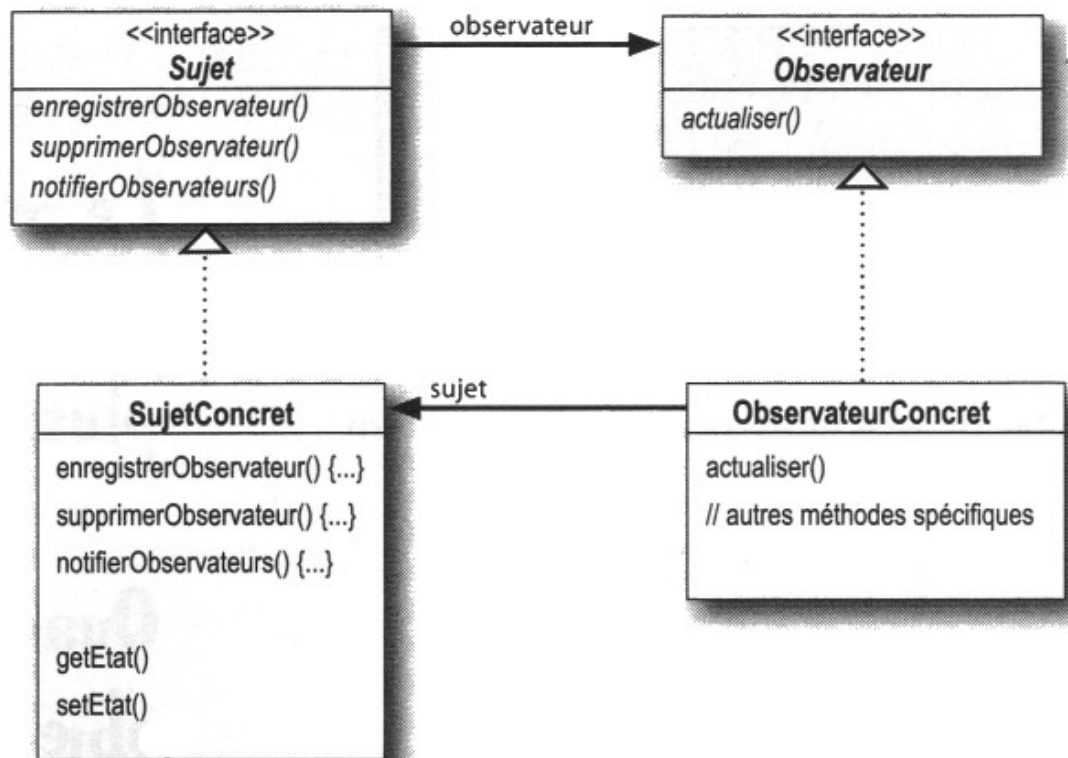 <<interface>>
Sujet
enregistrerObservateur()
supprimerObservateur()
notifierObservateurs()
observateur
<<interface>>
Observateur
actualiser()
SujetConcret
enregistrerObservateur() {...}
supprimerObservateur() {...}
notifierObservateurs() {...}
getEtat()
setEtat()
sujet
ObservateurConcret
actualiser()
// autres méthodes spécifiques